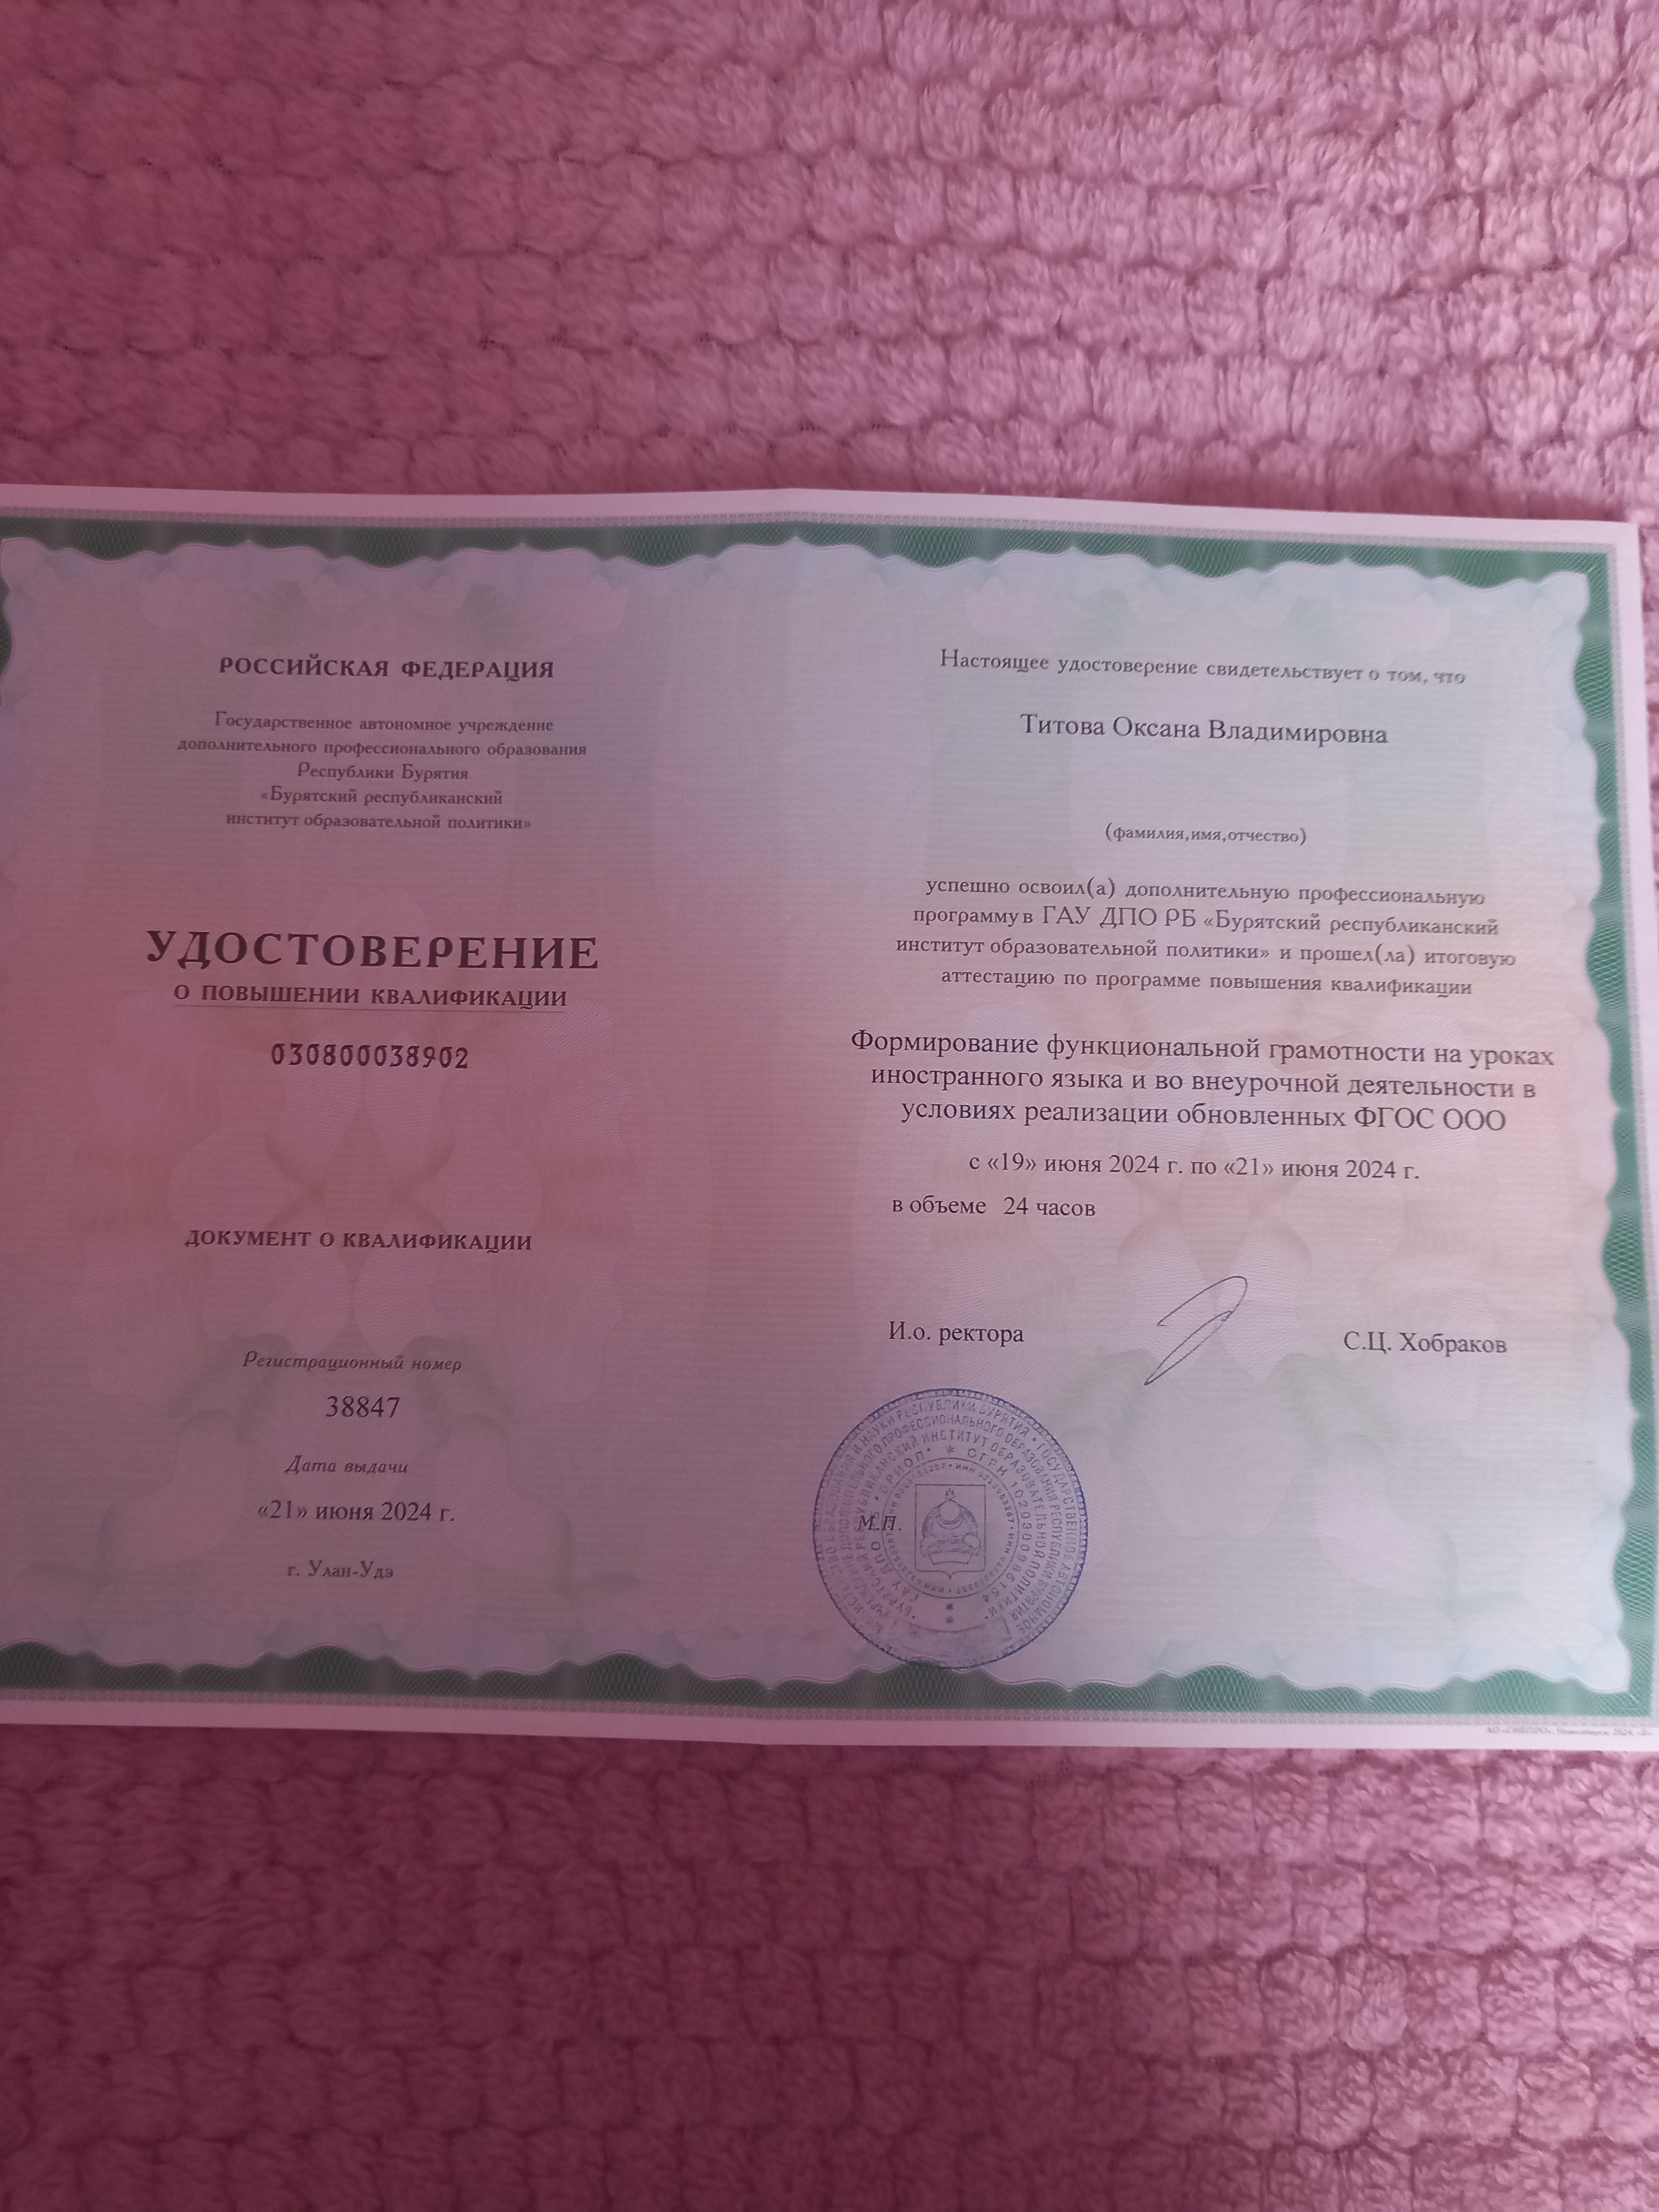 РОССИЙСКАЯ ФЕДЕРАЦИЯ
Государственное автономное учреждение
дополнительного профессионального образования
Республики Бурятия
«Бурятский республиканский
институт образовательной политики»
УДОСТОВЕРЕНИЕ
О ПОВЫШЕНИИ КВАЛИФИКАЦИИ
030800038902
ДОКУМЕНТ О КВАЛИФИКАЦИИ
Регистрационный номер
38847
Дата выдачи
«21» июня 2024 г.
г. Улан-Удэ
Настоящее удостоверение свидетельствует о том, что
Титова Оксана Владимировна
(фамилия,имя,отчество)
успешно освоил(а) дополнительную профессиональную
программу в ГАУ ДПО РБ «Бурятский республиканский
институт образовательной политики» и прошел(ла) итоговую
аттестацию по программе повышения квалификации
Формирование функциональной грамотности на уроках
иностранного языка и во внеурочной деятельности в
условиях реализации обновленных ФГОС ООО
с «19» июня 2024 г. по «21» июня 2024 г.
в объеме 24 часов
И.о. ректора
С.Ц. Хобраков
М.П.